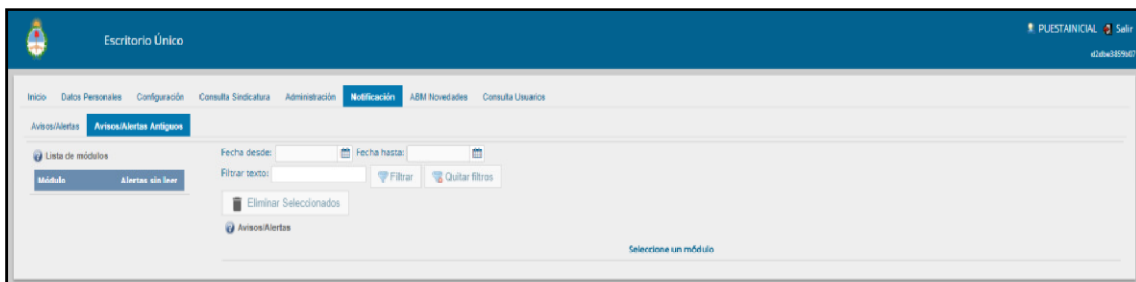 PUESTAINICIAL Salir
Escritorio Único
Inicio Datos Personales Configuración Consulta Sindicatura Administración Notificación ABM Novedades Consulta Usuarios
Avisos/Alertas Avisos/Alertas Antiguos
Lista de módulos
Módulo Alertas sin leer
Fecha desde: Fecha hasta:
Filtrar texto: Filtrar Quitar filtros
Eliminar Seleccionados
Avisos/Alertas
Seleccione un módulo